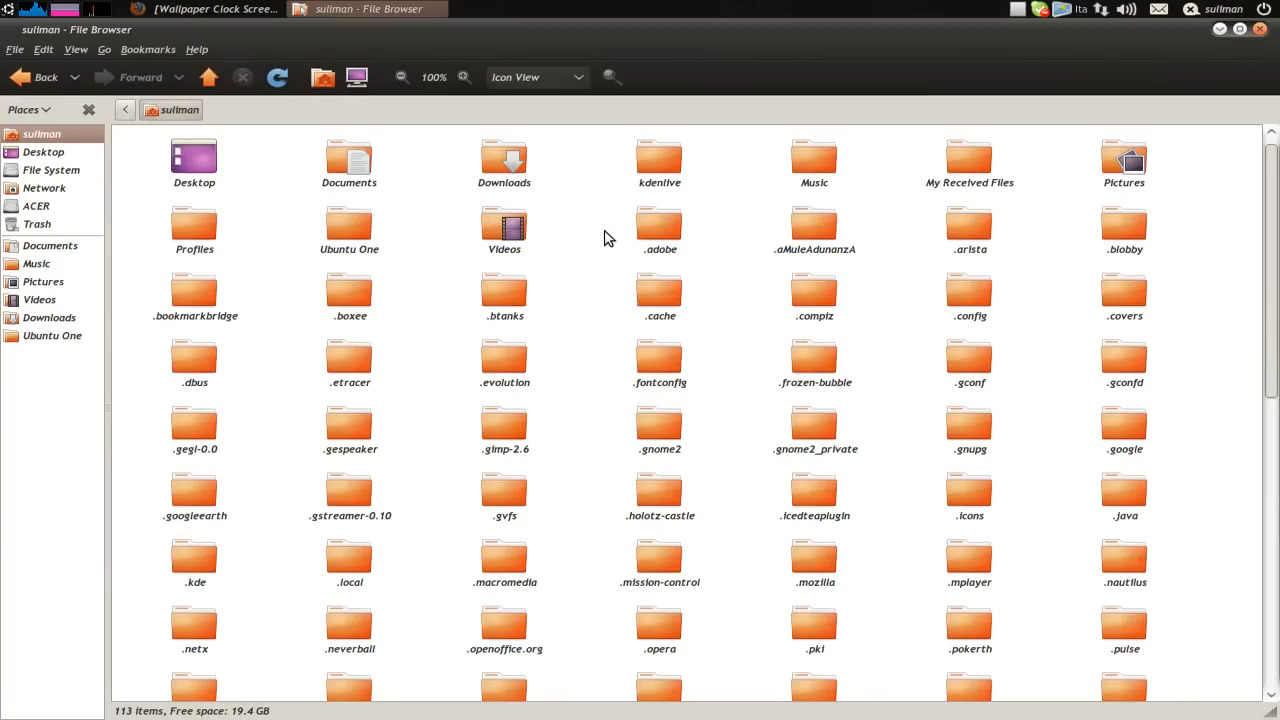 [Wallpaper Clock Scree...
suliman - File Browser
Ita
suliman
suliman - File Browser
File Edit View Go Bookmarks Help
Back Forward 100% Icon View
Places suliman
suliman
Desktop
File System
Network
ACER
Trash
Documents
Music
Pictures
Videos
Downloads
Ubuntu One
Desktop Documents Downloads kdenlive Music My Received Files Pictures
Profiles Ubuntu One Videos .adobe .aMuleAdunanzA .arista .blobby
.bookmarkbridge .boxee .btanks .cache .compiz .config .covers
.dbus .etracer .evolution .fontconfig .frozen-bubble .gconf .gconfd
.gegl-0.0 .gespeaker .gimp-2.6 .gnome2 .gnome2_private .gnupg .google
.googleearth .gstreamer-0.10 .gvfs .holotz-castle .icedteaplugin .icons .java
.kde .local .macromedia .mission-control .mozilla .mplayer .nautilus
.netx .neverball .openoffice.org .opera .pki .pokerth .pulse
113 items, Free space: 19.4 GB